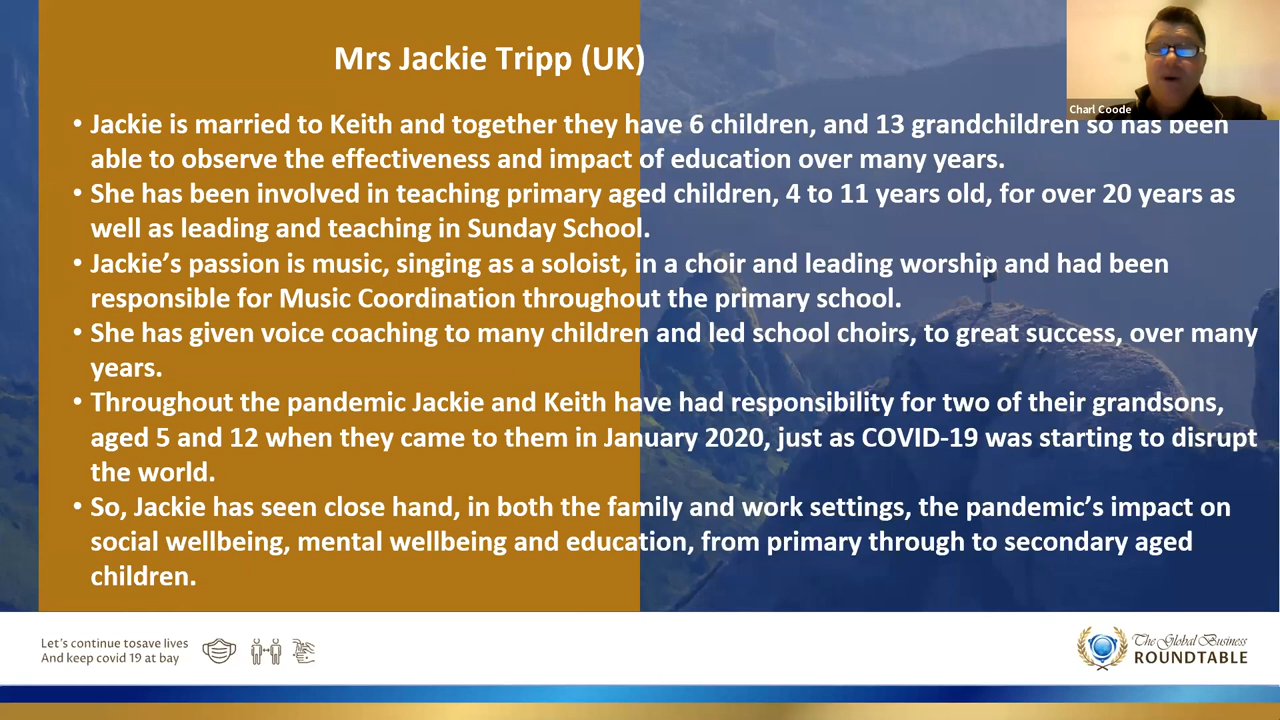 Mrs Jackie Tripp (UK)
Charl Coode
• Jackie is married to Keith and together they have 6 children, and 13 grandchildren so has been
able to observe the effectiveness and impact of education over many years.
• She has been involved in teaching primary aged children, 4 to 11 years old, for over 20 years as
well as leading and teaching in Sunday School.
• Jackie’s passion is music, singing as a soloist, in a choir and leading worship and had been
responsible for Music Coordination throughout the primary school.
• She has given voice coaching to many children and led school choirs, to great success, over many
years.
• Throughout the pandemic Jackie and Keith have had responsibility for two of their grandsons,
aged 5 and 12 when they came to them in January 2020, just as COVID-19 was starting to disrupt
the world.
• So, Jackie has seen close hand, in both the family and work settings, the pandemic’s impact on
social wellbeing, mental wellbeing and education, from primary through to secondary aged
children.
Let's continue tosave lives
And keep covid 19 at bay
The Global Business
ROUNDTABLE